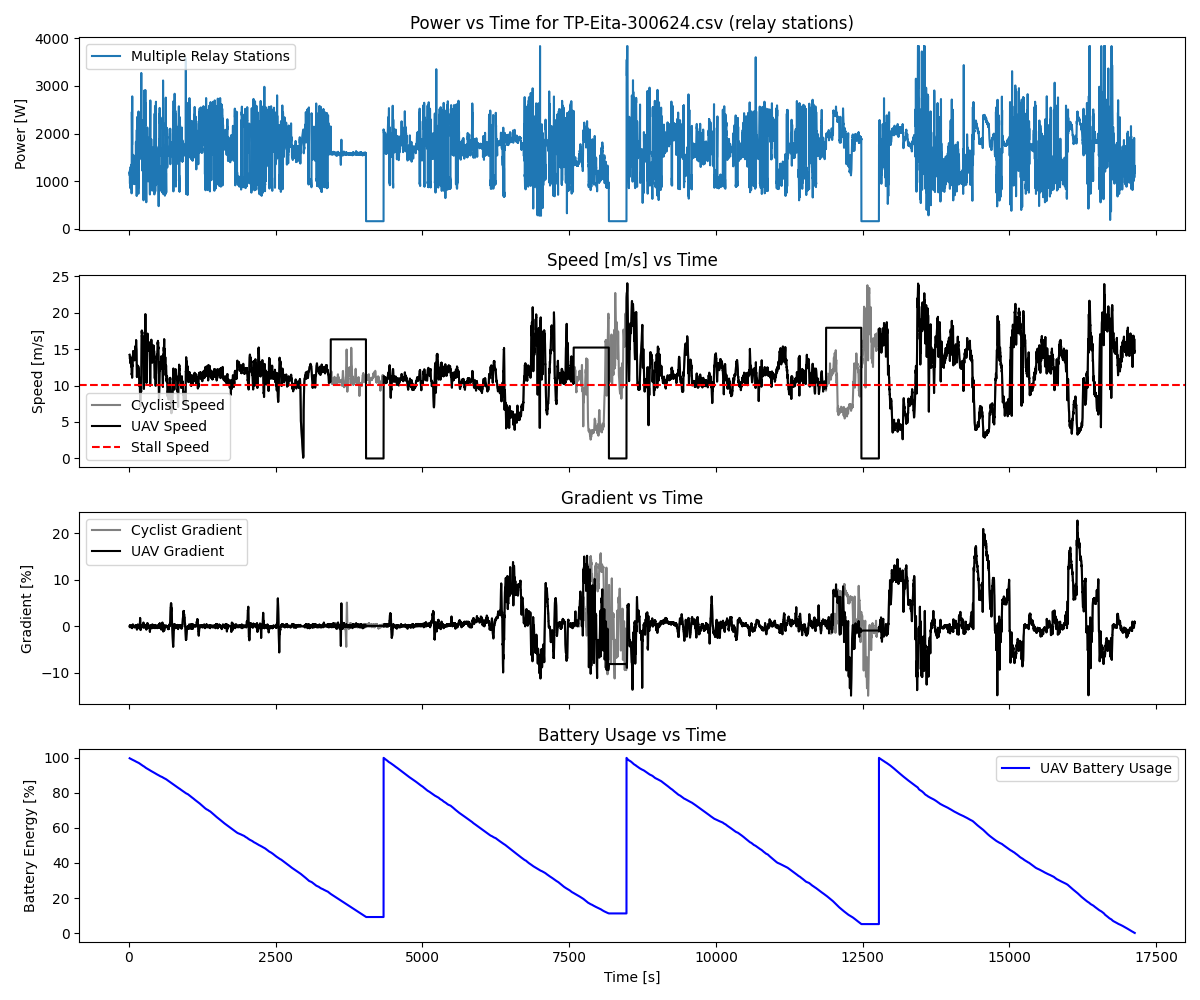 Power vs Time for TP-Eita-300624.csv (relay stations)
4000
3000
2000
1000
0
Power [W]
Multiple Relay Stations
Speed [m/s] vs Time
25
20
15
10
5
0
Speed [m/s]
Cyclist Speed
UAV Speed
Stall Speed
Gradient vs Time
20
10
0
−10
Gradient [%]
Cyclist Gradient
UAV Gradient
Battery Usage vs Time
100
80
60
40
20
0
Battery Energy [%]
UAV Battery Usage
0 2500 5000 7500 10000 12500 15000 17500
Time [s]